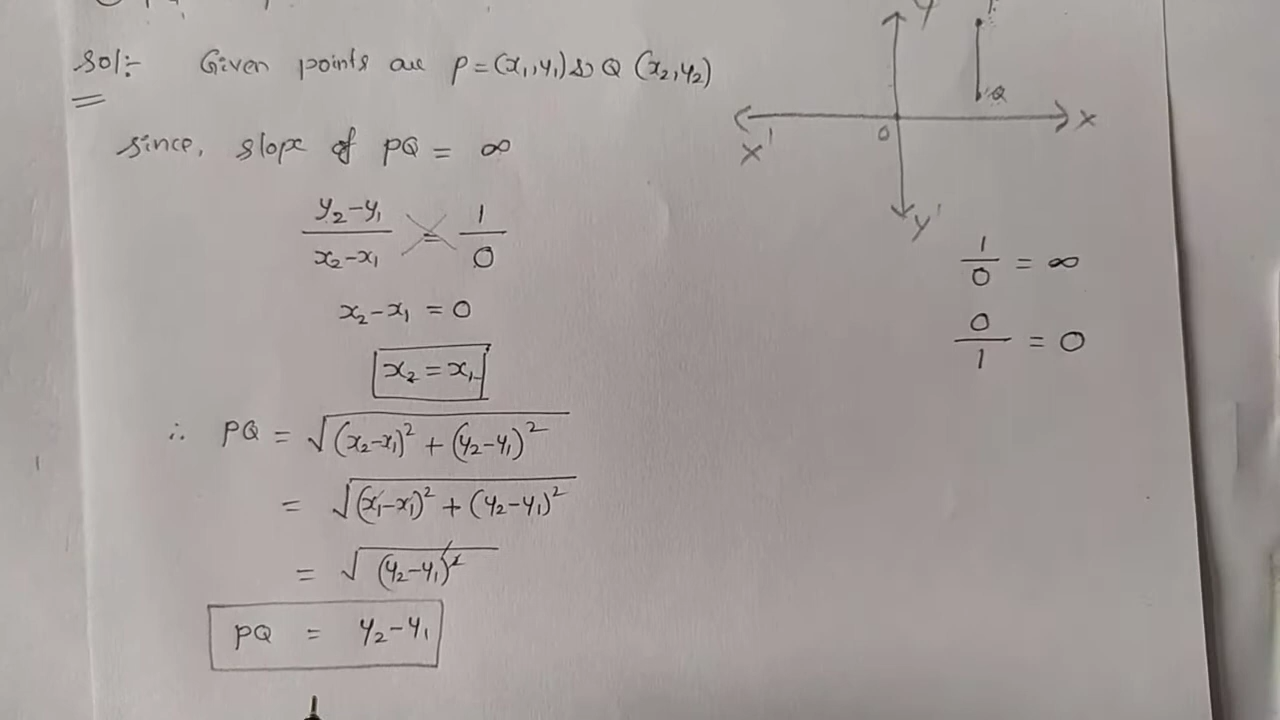 Sol:- Given points are P = (x₁, y₁) & Q (x₂, y₂)
since, slope of PQ = ∞
y₂-y₁ / x₂-x₁ = 1 / 0
x₂-x₁ = 0
x₂ = x₁
∴ PQ = √(x₂-x₁)² + (y₂-y₁)²
= √(x₁-x₁)² + (y₂-y₁)²
= √(y₂-y₁)²
PQ = y₂-y₁
Y
Q
X' O X
Y'
1/0 = ∞
0/1 = 0